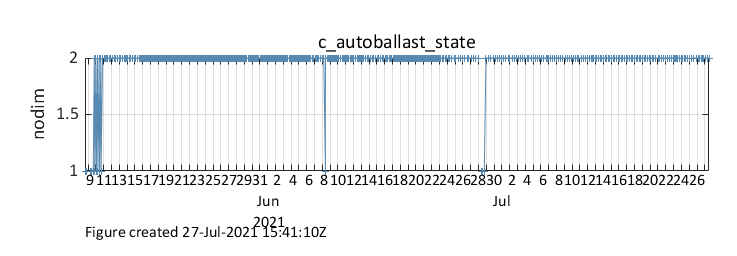 c_autoballast_state
2
1.5
1
nodim
9 11 13 15 17 19 21 23 25 27 29 31 2 4 6 8 10 12 14 16 18 20 22 24 26 28 30 2 4 6 8 10 12 14 16 18 20 22 24 26
Jun Jul
2021
Figure created 27-Jul-2021 15:41:10Z